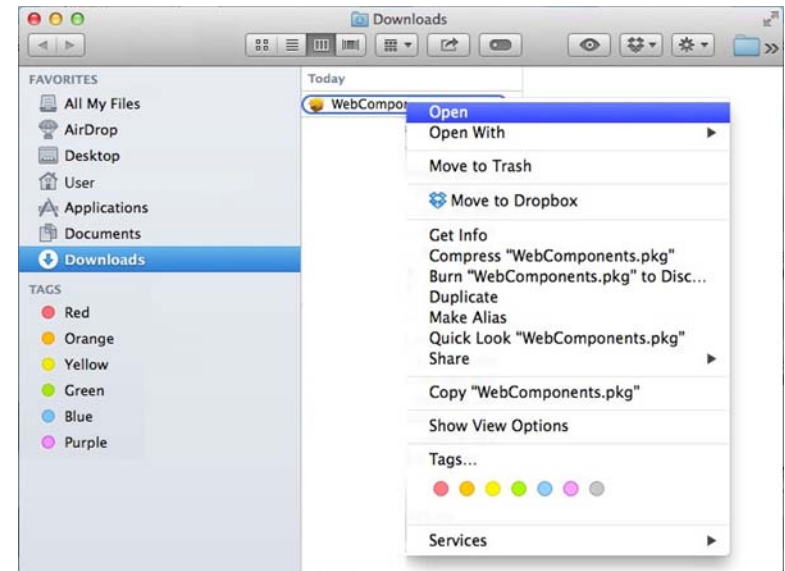 Downloads
FAVORITES
All My Files
AirDrop
Desktop
User
Applications
Documents
Downloads
TAGS
Red
Orange
Yellow
Green
Blue
Purple
Today
WebCompo
Open
Open With
Move to Trash
Move to Dropbox
Get Info
Compress "WebComponents.pkg"
Burn "WebComponents.pkg" to Disc...
Duplicate
Make Alias
Quick Look "WebComponents.pkg"
Share
Copy "WebComponents.pkg"
Show View Options
Tags...
Services